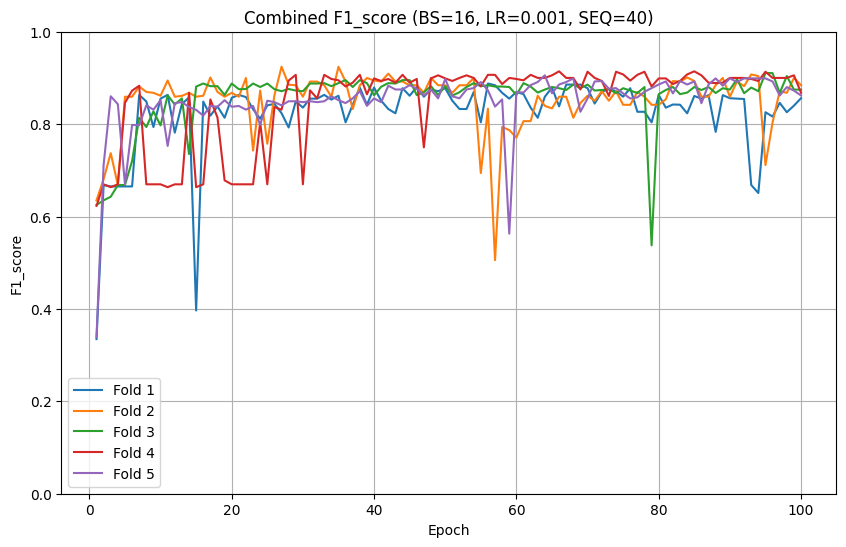 Combined F1_score (BS=16, LR=0.001, SEQ=40)
1.0
0.8
0.6
0.4
0.2
0.0
F1_score
Fold 1
Fold 2
Fold 3
Fold 4
Fold 5
0 20 40 60 80 100
Epoch